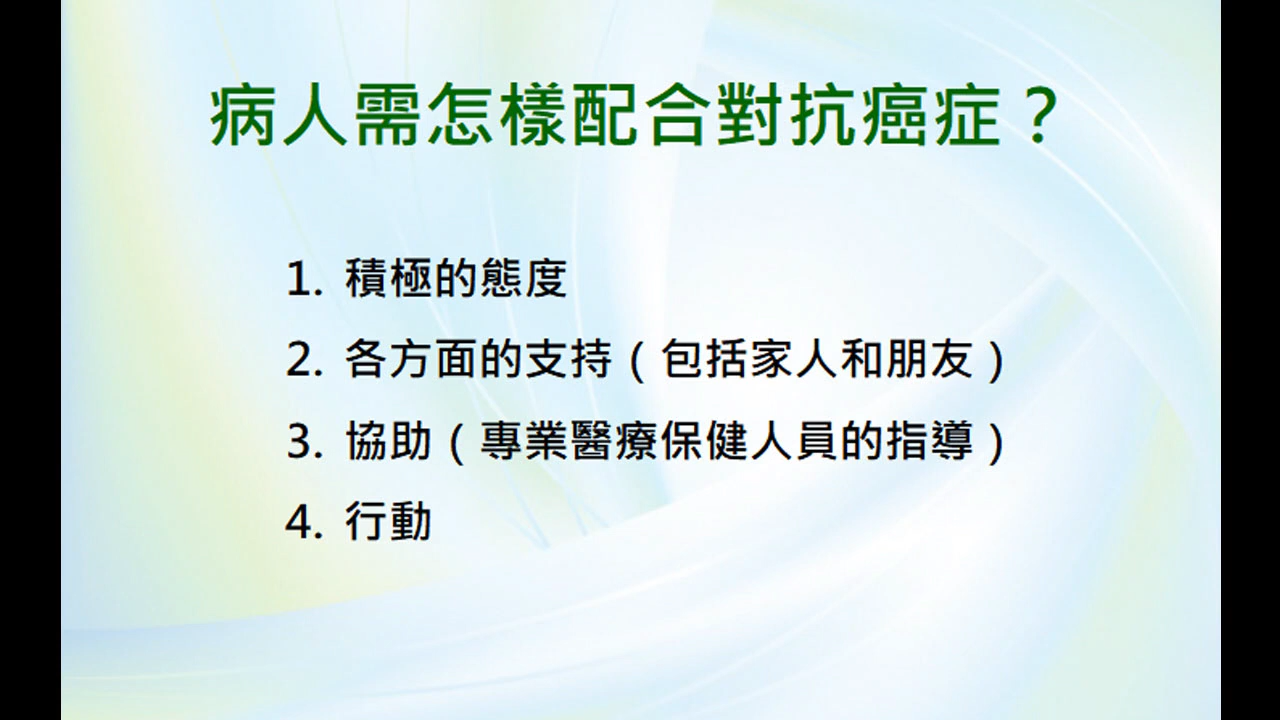 病人需怎樣配合對抗癌症？
1. 積極的態度
2. 各方面的支持（包括家人和朋友）
3. 協助（專業醫療保健人員的指導）
4. 行動